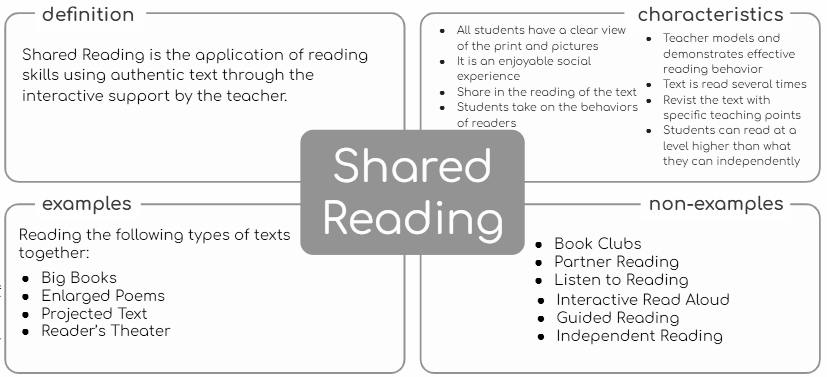 definition
Shared Reading is the application of reading
skills using authentic text through the
interactive support by the teacher.
characteristics
All students have a clear view
of the print and pictures
It is an enjoyable social
experience
Share in the reading of the text
Students take on the behaviors
of readers
Teacher models and
demonstrates effective
reading behavior
Text is read several times
Revist the text with
specific teaching points
Students can read at a
level higher than what
they can independently
Shared
Reading
examples
Reading the following types of texts
together:
Big Books
Enlarged Poems
Projected Text
Reader's Theater
non-examples
Book Clubs
Partner Reading
Listen to Reading
Interactive Read Aloud
Guided Reading
Independent Reading